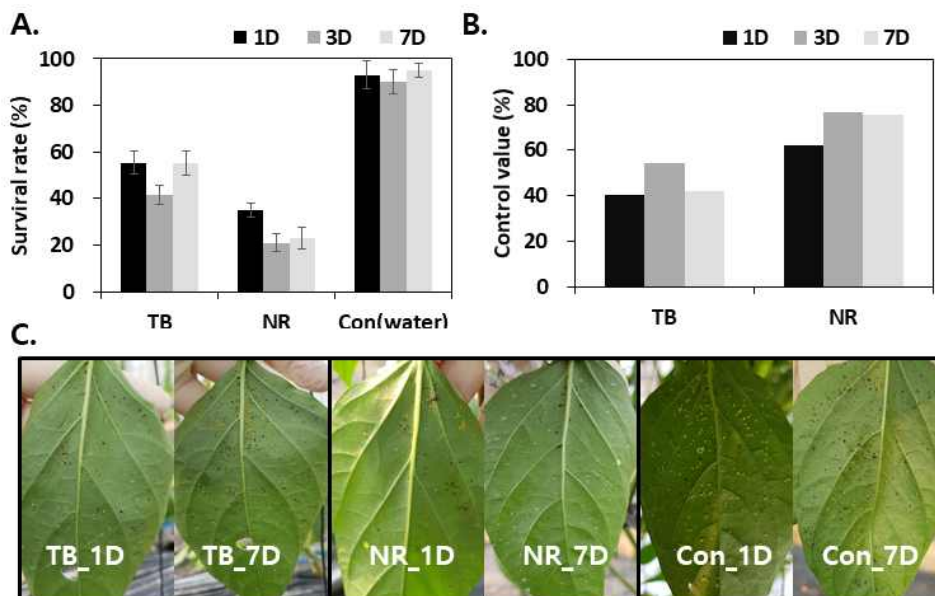 A.
1D 3D 7D
Surviral rate (%)
100
80
60
40
20
0
TB NR Con(water)
B.
1D 3D 7D
Control value (%)
100
80
60
40
20
0
TB NR
C.
TB_1D TB_7D NR_1D NR_7D Con_1D Con_7D